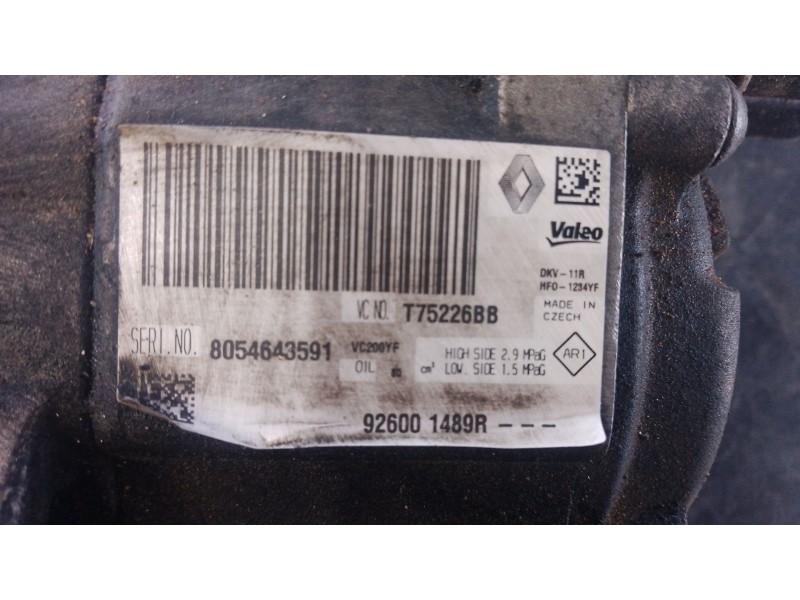 Valeo
DKV-11R
HFO-1234YF
MADE IN
CZECH
VC NO. T75226BB
SERI.NO. 8054643591
VC200YF
OIL 80 cm³
HIGH SIDE 2.9 MPaG
LOW. SIDE 1.5 MPaG
AR1
92600 1489R ---